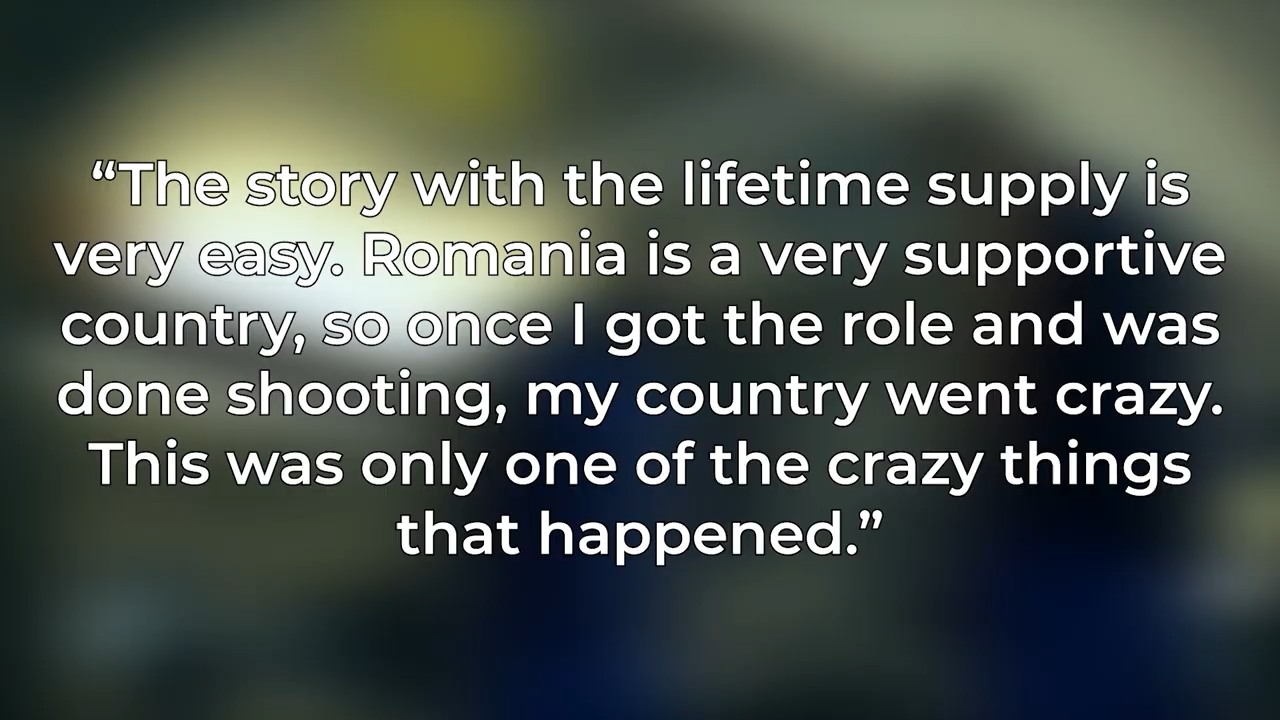 “The story with the lifetime supply is
very easy. Romania is a very supportive
country, so once I got the role and was
done shooting, my country went crazy.
This was only one of the crazy things
that happened.”